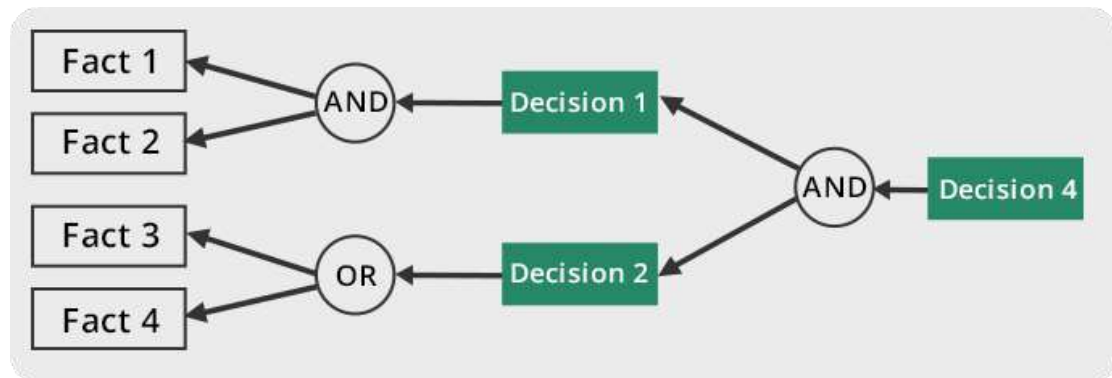 Fact 1
Fact 2
AND
Decision 1
Fact 3
Fact 4
OR
Decision 2
AND
Decision 4